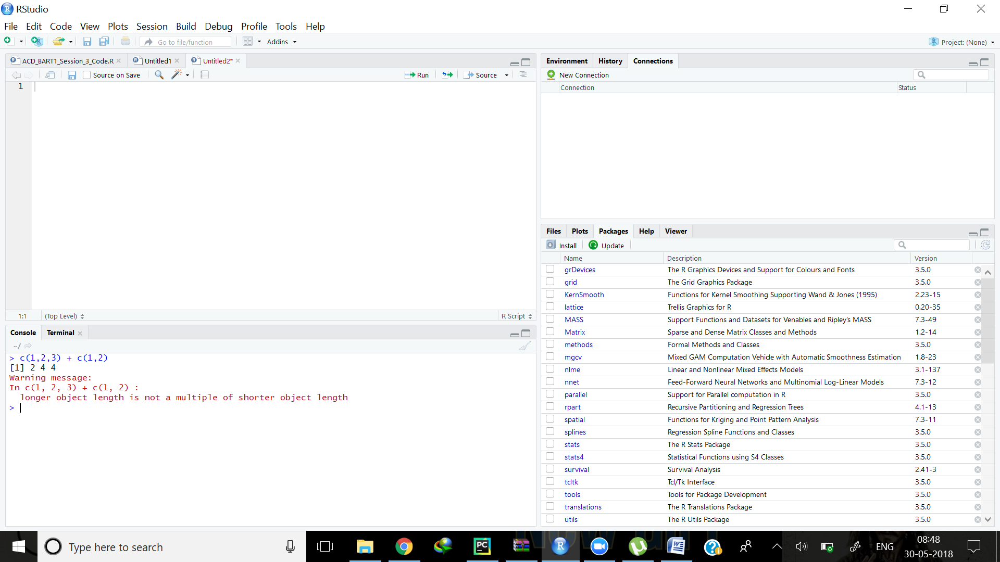 RStudio
File Edit Code View Plots Session Build Debug Profile Tools Help
Go to file/function Addins Project: (None)
ACD_BART1_Session_3_Code.R Untitled1 Untitled2*
Source on Save Run Source
1
1:1 (Top Level) R Script
Console Terminal
~/
> c(1,2,3) + c(1,2)
[1] 2 4 4
Warning message:
In c(1, 2, 3) + c(1, 2) :
longer object length is not a multiple of shorter object length
>
Environment History Connections
New Connection
Connection Status
Files Plots Packages Help Viewer
Install Update
Name Description Version
grDevices The R Graphics Devices and Support for Colours and Fonts 3.5.0
grid The Grid Graphics Package 3.5.0
KernSmooth Functions for Kernel Smoothing Supporting Wand & Jones (1995) 2.23-15
lattice Trellis Graphics for R 0.20-35
MASS Support Functions and Datasets for Venables and Ripley's MASS 7.3-49
Matrix Sparse and Dense Matrix Classes and Methods 1.2-14
methods Formal Methods and Classes 3.5.0
mgcv Mixed GAM Computation Vehicle with Automatic Smoothness Estimation 1.8-23
nlme Linear and Nonlinear Mixed Effects Models 3.1-137
nnet Feed-Forward Neural Networks and Multinomial Log-Linear Models 7.3-12
parallel Support for Parallel computation in R 3.5.0
rpart Recursive Partitioning and Regression Trees 4.1-13
spatial Functions for Kriging and Point Pattern Analysis 7.3-11
splines Regression Spline Functions and Classes 3.5.0
stats The R Stats Package 3.5.0
stats4 Statistical Functions using S4 Classes 3.5.0
survival Survival Analysis 2.41-3
tcltk Tcl/Tk Interface 3.5.0
tools Tools for Package Development 3.5.0
translations The R Translations Package 3.5.0
utils The R Utils Package 3.5.0
Type here to search PC R W ENG 08:48
30-05-2018